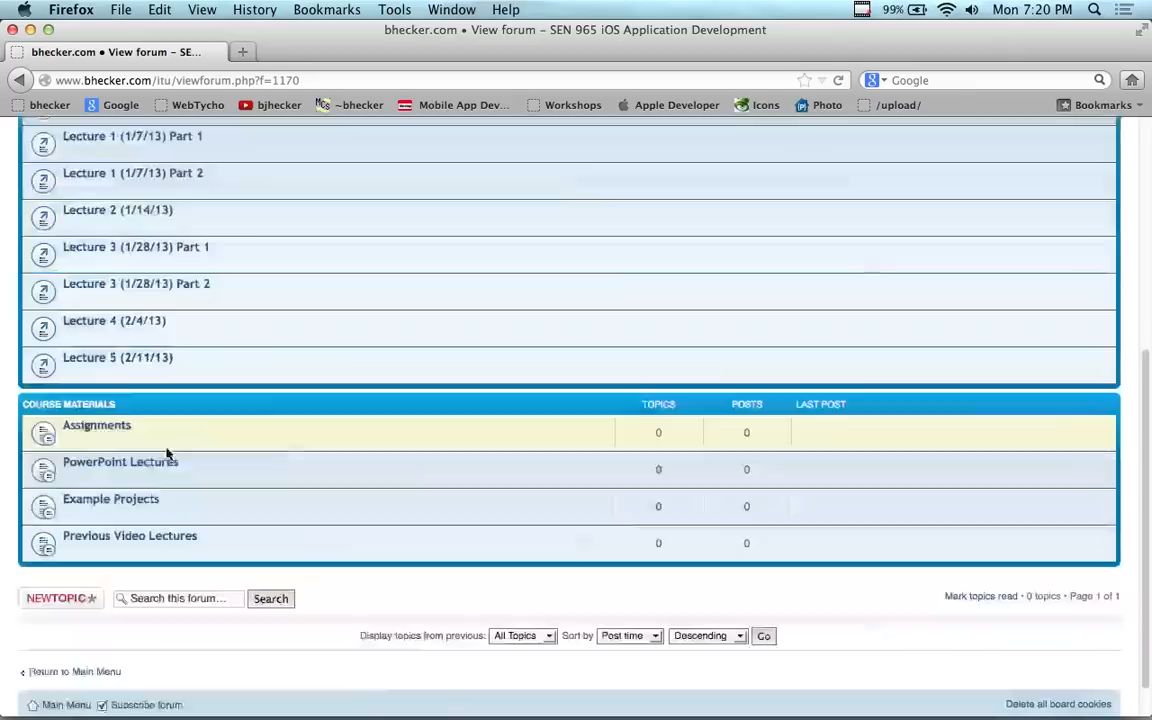 Firefox File Edit View History Bookmarks Tools Window Help 99% Mon 7:20 PM
bhecker.com • View forum – SEN 965 iOS Application Development
bhecker.com • View forum – SE...
www.bhecker.com/itu/viewforum.php?f=1170 Google
bhecker Google WebTycho bjhecker ~bhecker Mobile App Dev... Workshops Apple Developer Icons Photo /upload/ Bookmarks
Lecture 1 (1/7/13) Part 1
Lecture 1 (1/7/13) Part 2
Lecture 2 (1/14/13)
Lecture 3 (1/28/13) Part 1
Lecture 3 (1/28/13) Part 2
Lecture 4 (2/4/13)
Lecture 5 (2/11/13)
COURSE MATERIALS TOPICS POSTS LAST POST
Assignments 0 0
PowerPoint Lectures 0 0
Example Projects 0 0
Previous Video Lectures 0 0
NEWTOPIC* Search this forum... Search Mark topics read • 0 topics • Page 1 of 1
Display topics from previous: All Topics Sort by Post time Descending Go
Return to Main Menu
Main Menu Subscribe forum Delete all board cookies